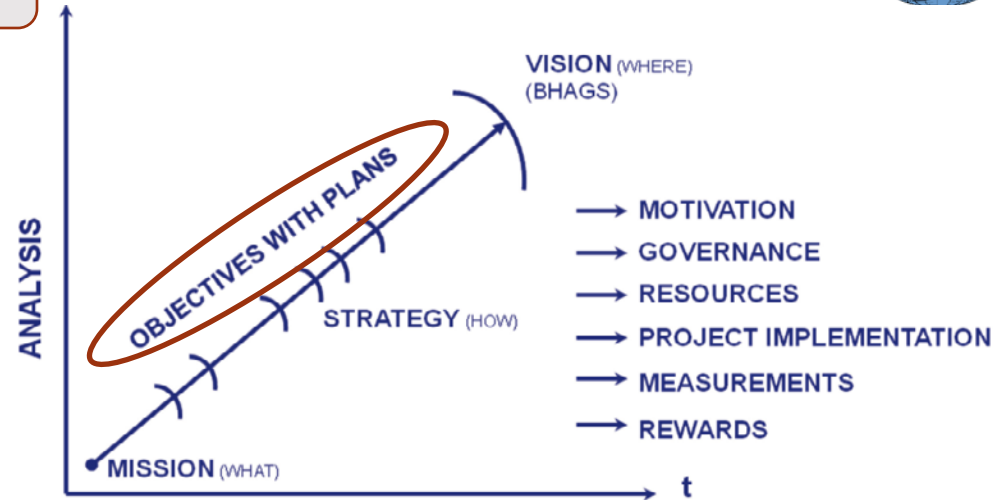 VISION (WHERE)
(BHAGS)
OBJECTIVES WITH PLANS
ANALYSIS
STRATEGY (HOW)
MISSION (WHAT)
t
MOTIVATION
GOVERNANCE
RESOURCES
PROJECT IMPLEMENTATION
MEASUREMENTS
REWARDS